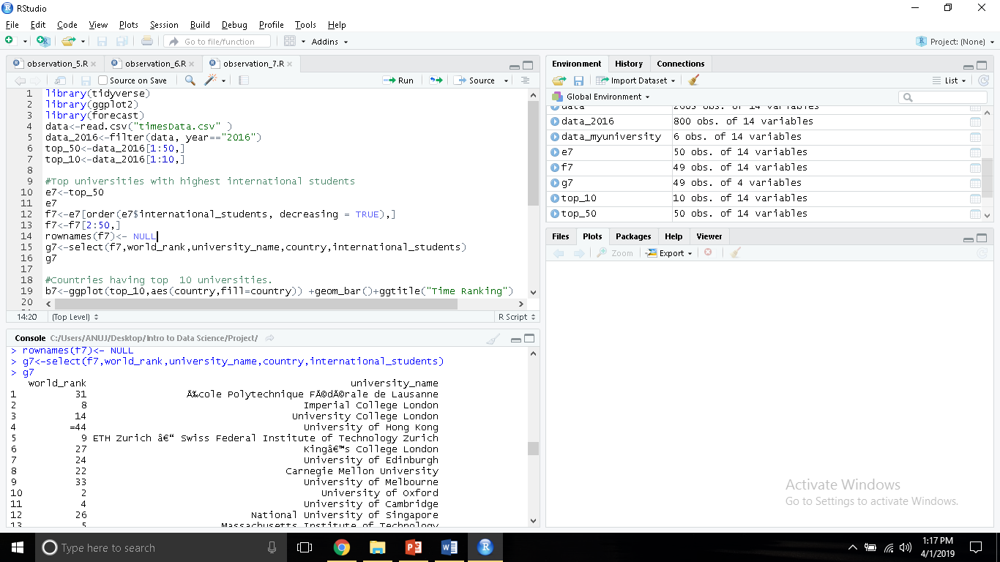 RStudio
File Edit Code View Plots Session Build Debug Profile Tools Help
Go to file/function Addins Project: (None)
observation_5.R observation_6.R observation_7.R
Source on Save Run Source
1 library(tidyverse)
2 library(ggplot2)
3 library(forecast)
4 data<-read.csv("timesData.csv" )
5 data_2016<-filter(data, year=="2016")
6 top_50<-data_2016[1:50,]
7 top_10<-data_2016[1:10,]
8
9 #Top universities with highest international students
10 e7<-top_50
11 e7
12 f7<-e7[order(e7$international_students, decreasing = TRUE),]
13 f7<-f7[2:50,]
14 rownames(f7)<- NULL
15 g7<-select(f7,world_rank,university_name,country,international_students)
16 g7
17
18 #Countries having top  10 universities.
19 b7<-ggplot(top_10,aes(country,fill=country)) +geom_bar()+ggtitle("Time Ranking")
20
14:20 (Top Level) R Script
Console C:/Users/ANUJ/Desktop/Intro to Data Science/Project/
> rownames(f7)<- NULL
> g7<-select(f7,world_rank,university_name,country,international_students)
> g7
world_rank university_name
1 31 École Polytechnique Fédérale de Lausanne
2 8 Imperial College London
3 14 University College London
4 =44 University of Hong Kong
5 9 ETH Zurich – Swiss Federal Institute of Technology Zurich
6 27 King’s College London
7 24 University of Edinburgh
8 22 Carnegie Mellon University
9 33 University of Melbourne
10 2 University of Oxford
11 4 University of Cambridge
12 26 National University of Singapore
13 5 Massachusetts Institute of Technology
Environment History Connections
Import Dataset List
Global Environment
data 2603 obs. of 14 variables
data_2016 800 obs. of 14 variables
data_myuniversity 6 obs. of 14 variables
e7 50 obs. of 14 variables
f7 49 obs. of 14 variables
g7 49 obs. of 4 variables
top_10 10 obs. of 14 variables
top_50 50 obs. of 14 variables
Files Plots Packages Help Viewer
Zoom Export
Activate Windows
Go to Settings to activate Windows.
Type here to search
1:17 PM
4/1/2019